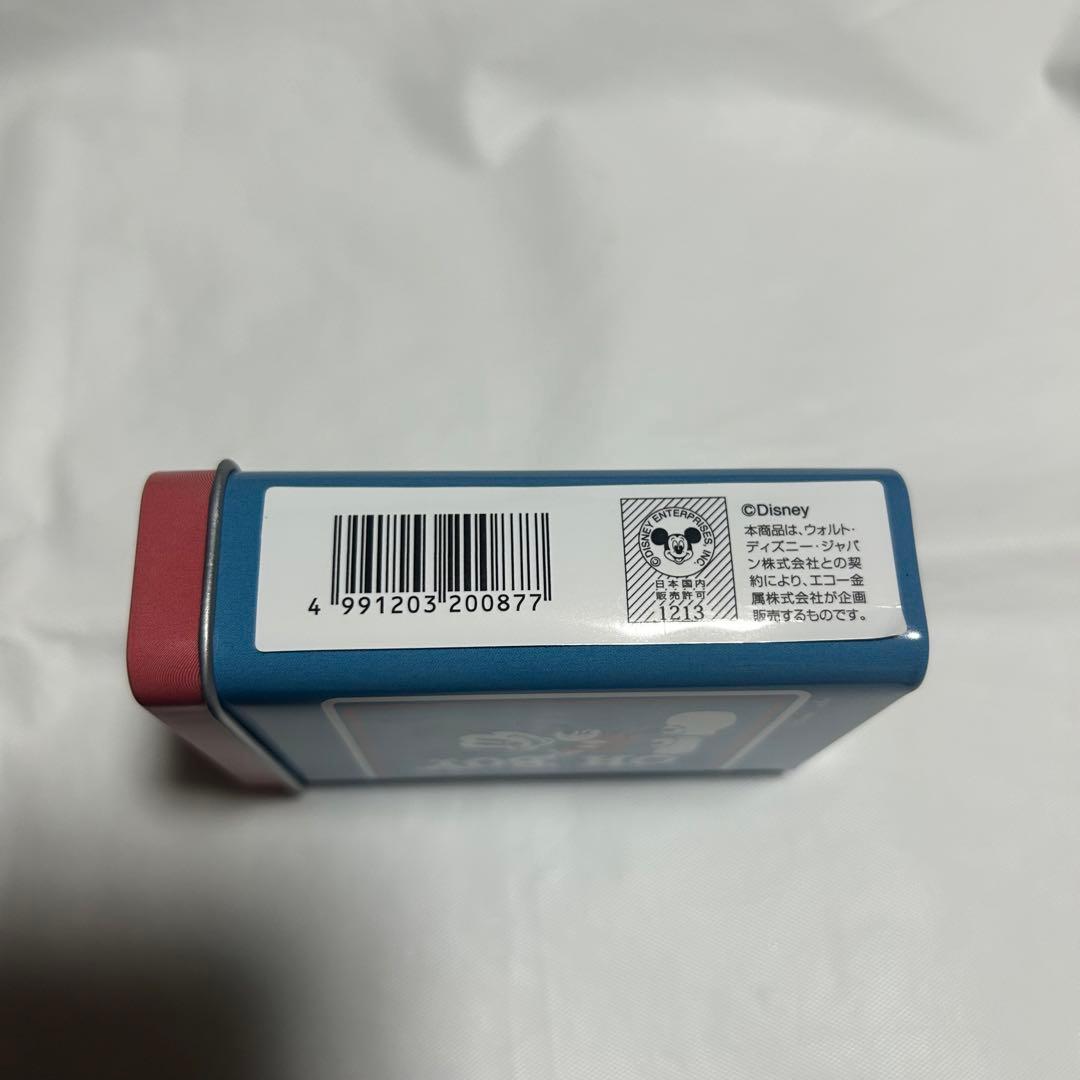 4 991203 200877
©DISNEY ENTERPRISES, INC.
日本国内
販売許可
1213
©Disney
本商品は、ウォルト・
ディズニー・ジャパ
ン株式会社との契
約により、エコー金
属株式会社が企画
販売するものです。
OH, BOY